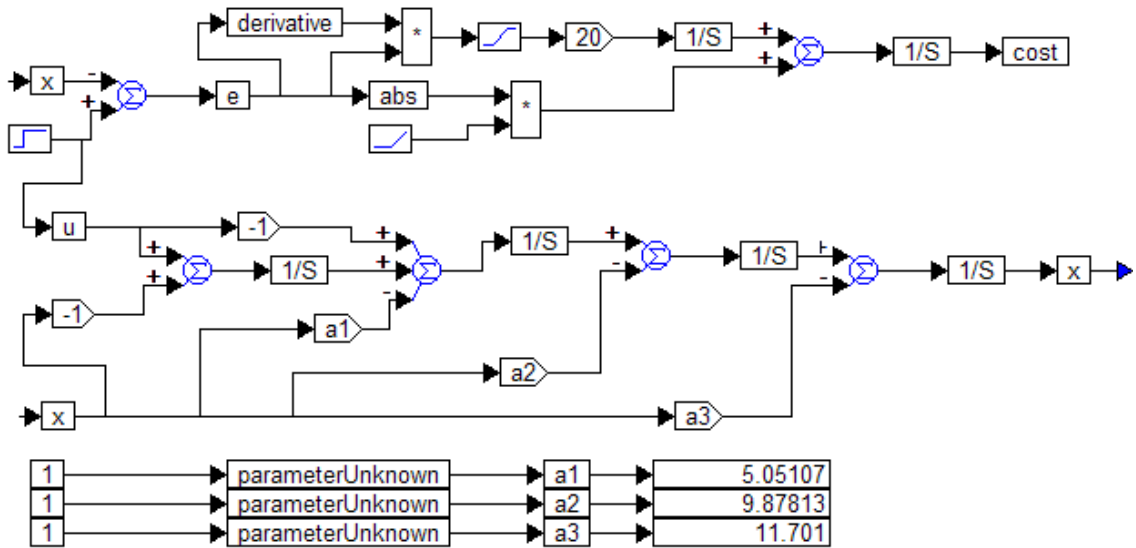 derivative * 20 1/S + + Σ 1/S cost
x - + Σ e abs *
u -1 + + Σ 1/S + + - Σ 1/S + - Σ 1/S + - Σ 1/S x
-1 a1
a2
x a3
1 parameterUnknown a1 5.05107
1 parameterUnknown a2 9.87813
1 parameterUnknown a3 11.701